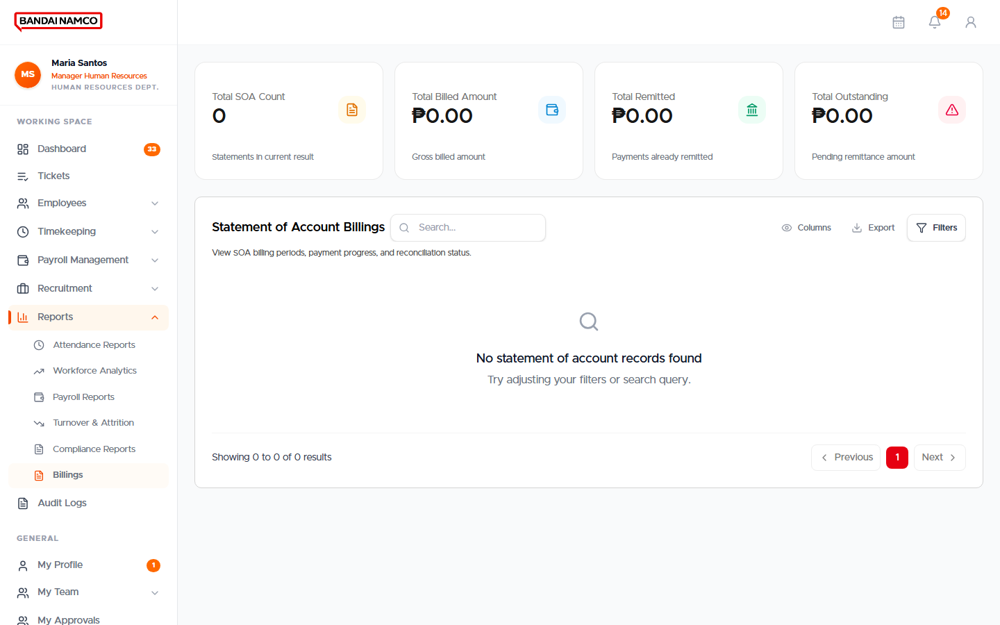 BANDAI NAMCO
14
MS
Maria Santos
Manager Human Resources
HUMAN RESOURCES DEPT.
WORKING SPACE
Dashboard
33
Tickets
Employees
Timekeeping
Payroll Management
Recruitment
Reports
Attendance Reports
Workforce Analytics
Payroll Reports
Turnover & Attrition
Compliance Reports
Billings
Audit Logs
GENERAL
My Profile
1
My Team
My Approvals
Total SOA Count
0
Statements in current result
Total Billed Amount
₱0.00
Gross billed amount
Total Remitted
₱0.00
Payments already remitted
Total Outstanding
₱0.00
Pending remittance amount
Statement of Account Billings
Search...
Columns
Export
Filters
View SOA billing periods, payment progress, and reconciliation status.
No statement of account records found
Try adjusting your filters or search query.
Showing 0 to 0 of 0 results
Previous
1
Next